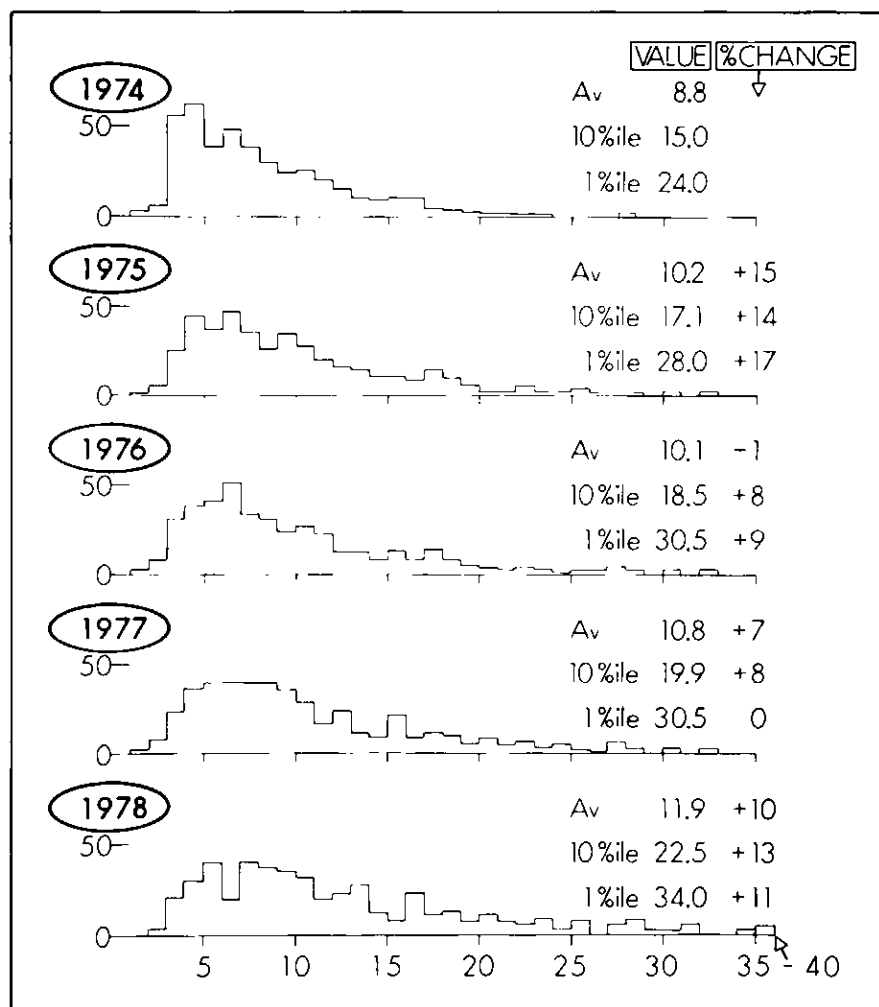 VALUE %CHANGE
1974
Av 8.8
50
10%ile 15.0
1%ile 24.0
0
1975
Av 10.2 +15
50
10%ile 17.1 +14
1%ile 28.0 +17
0
1976
Av 10.1 -1
50
10%ile 18.5 +8
1%ile 30.5 +9
0
1977
Av 10.8 +7
50
10%ile 19.9 +8
1%ile 30.5 0
0
1978
Av 11.9 +10
50
10%ile 22.5 +13
1%ile 34.0 +11
0
5 10 15 20 25 30 35 - 40